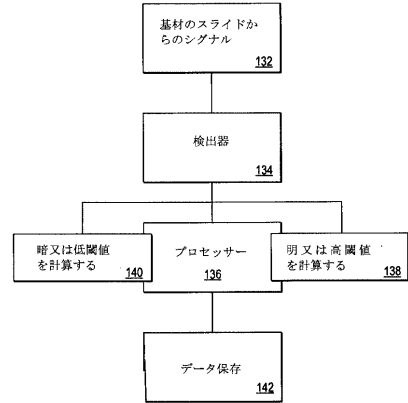 基材のスライドか
らのシグナル
132
検出器
134
暗又は低閾値
を計算する
140
プロセッサー
136
明又は高閾値
を計算する
138
データ保存
142